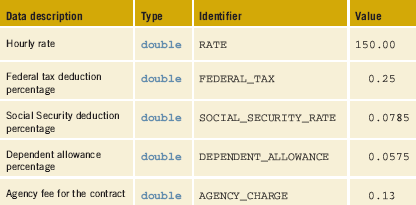 Data description Type Identifier Value
Hourly rate double RATE 150.00
Federal tax deduction
percentage double FEDERAL_TAX 0.25
Social Security deduction
percentage double SOCIAL_SECURITY_RATE 0.0785
Dependent allowance
percentage double DEPENDENT_ALLOWANCE 0.0575
Agency fee for the contract double AGENCY_CHARGE 0.13